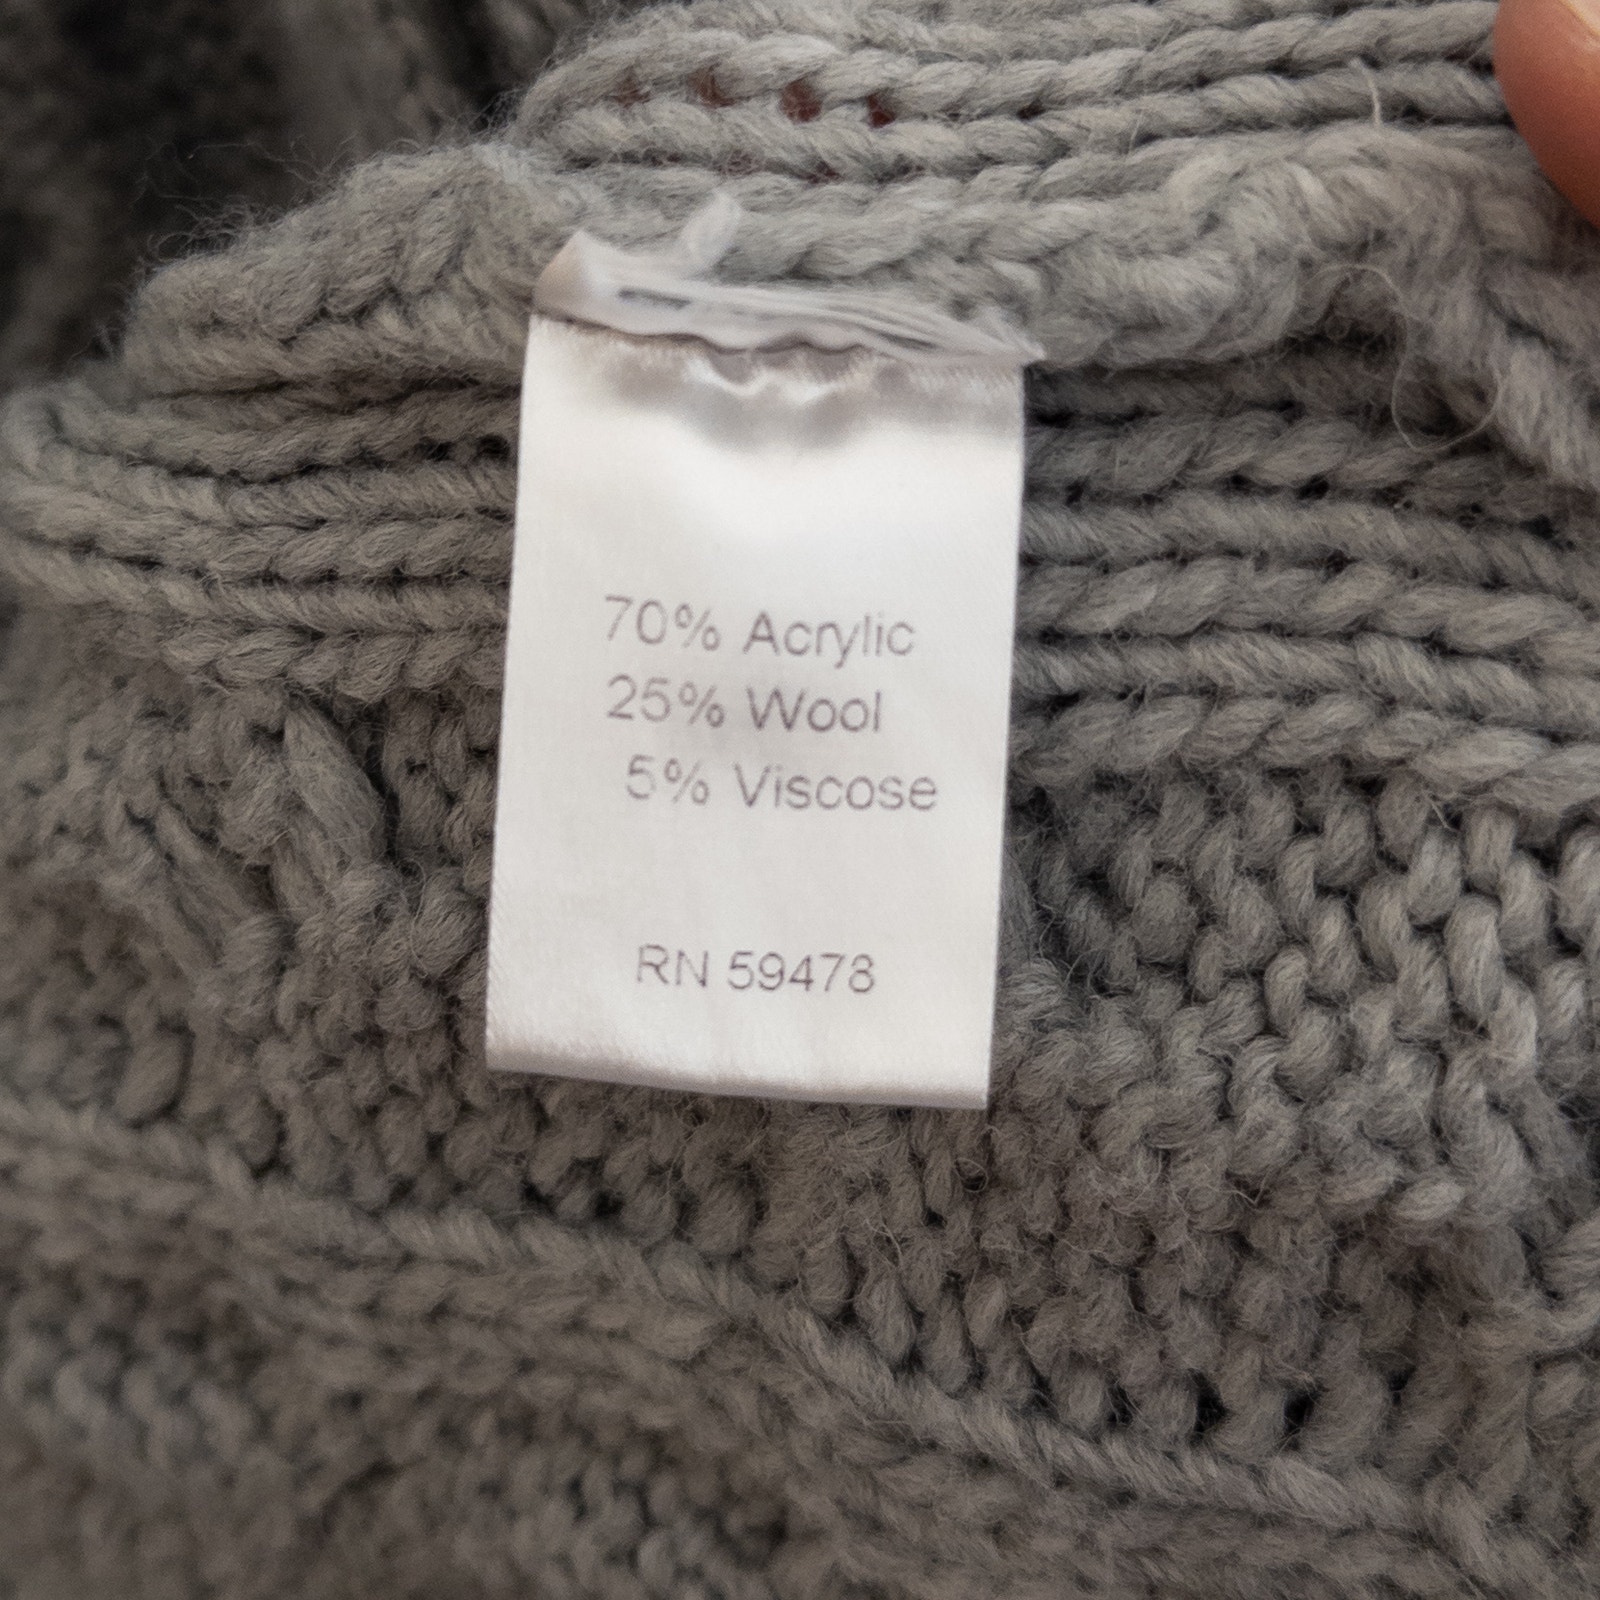 70% Acrylic
25% Wool
5% Viscose
RN 59478